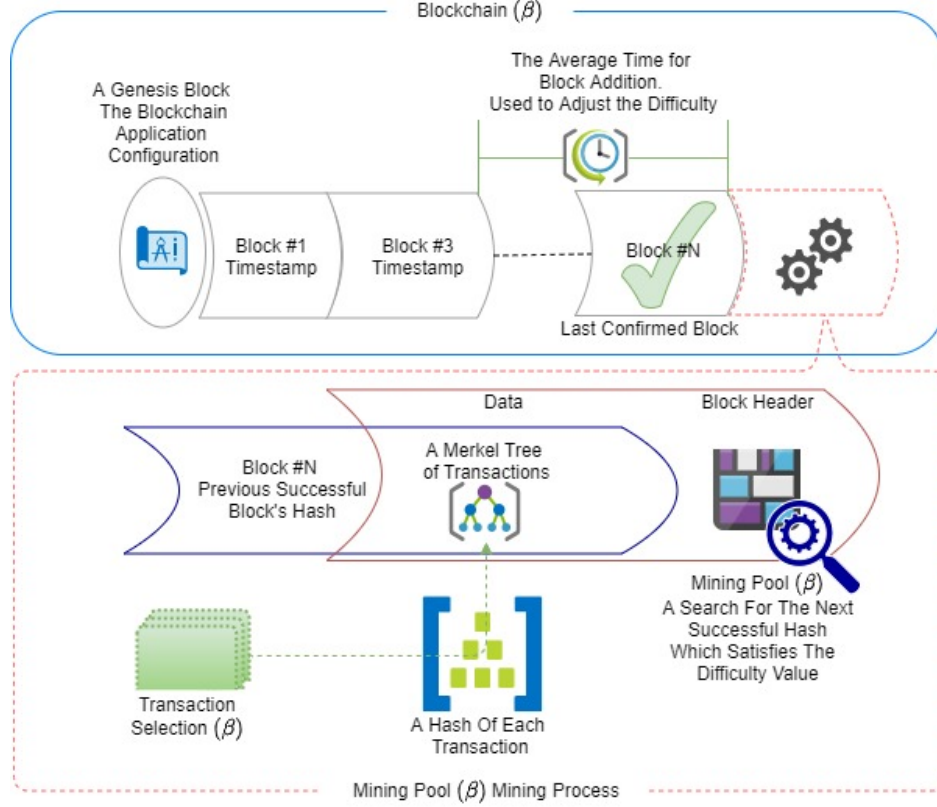 Blockchain (β)
The Average Time for
Block Addition.
Used to Adjust the Difficulty
A Genesis Block
The Blockchain
Application
Configuration
Block #1
Timestamp
Block #3
Timestamp
Block #N
Last Confirmed Block
Data
Block Header
Block #N
Previous Successful
Block's Hash
A Merkel Tree
of Transactions
Mining Pool (β)
A Search For The Next
Successful Hash
Which Satisfies The
Difficulty Value
Transaction
Selection (β)
A Hash Of Each
Transaction
Mining Pool (β) Mining Process